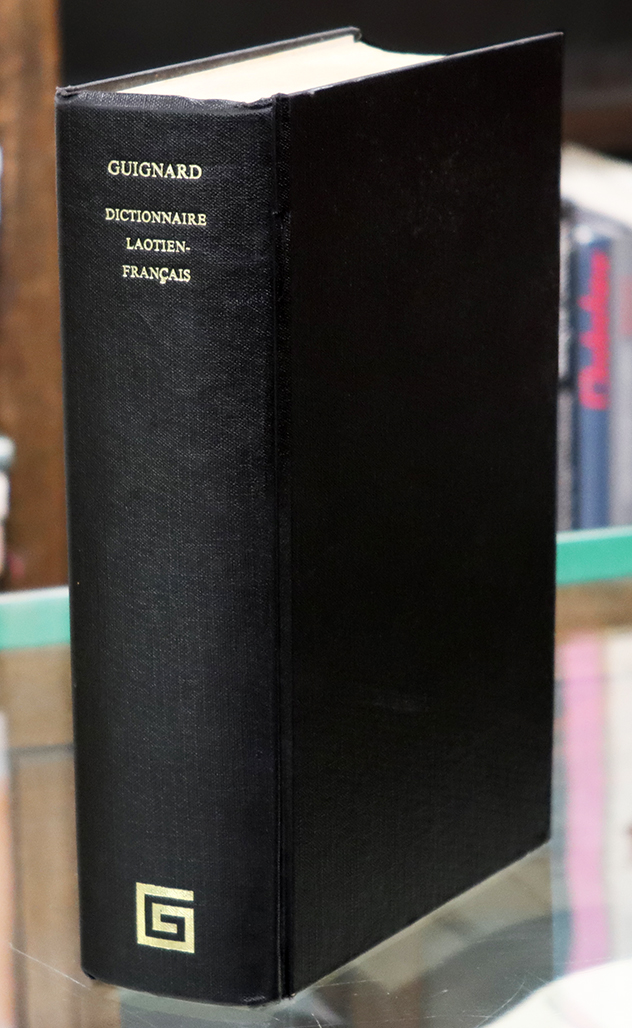 GUIGNARD
DICTIONNAIRE
LAOTIEN-
FRANÇAIS
G